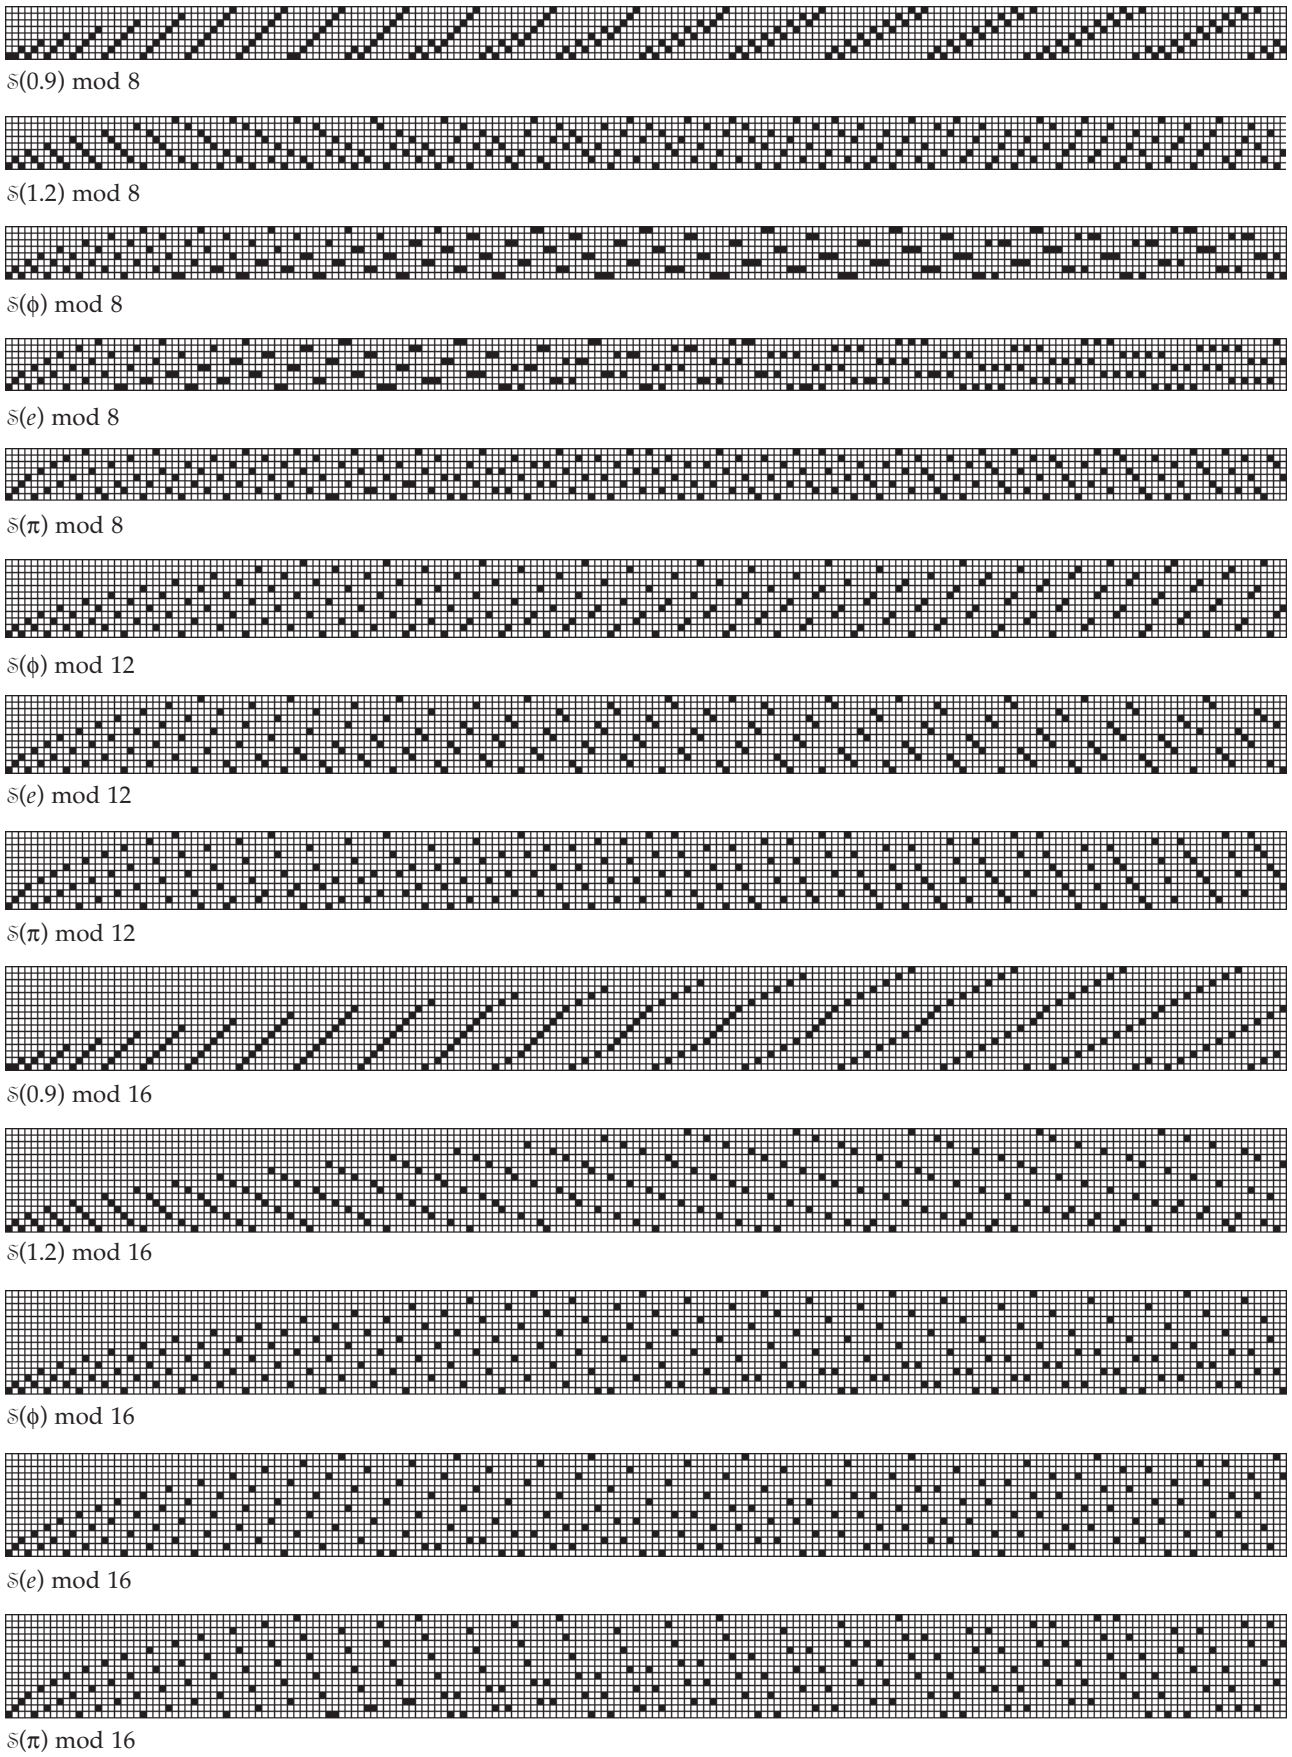 𝒮(0.9) mod 8
𝒮(1.2) mod 8
𝒮(ϕ) mod 8
𝒮(e) mod 8
𝒮(π) mod 8
𝒮(ϕ) mod 12
𝒮(e) mod 12
𝒮(π) mod 12
𝒮(0.9) mod 16
𝒮(1.2) mod 16
𝒮(ϕ) mod 16
𝒮(e) mod 16
𝒮(π) mod 16